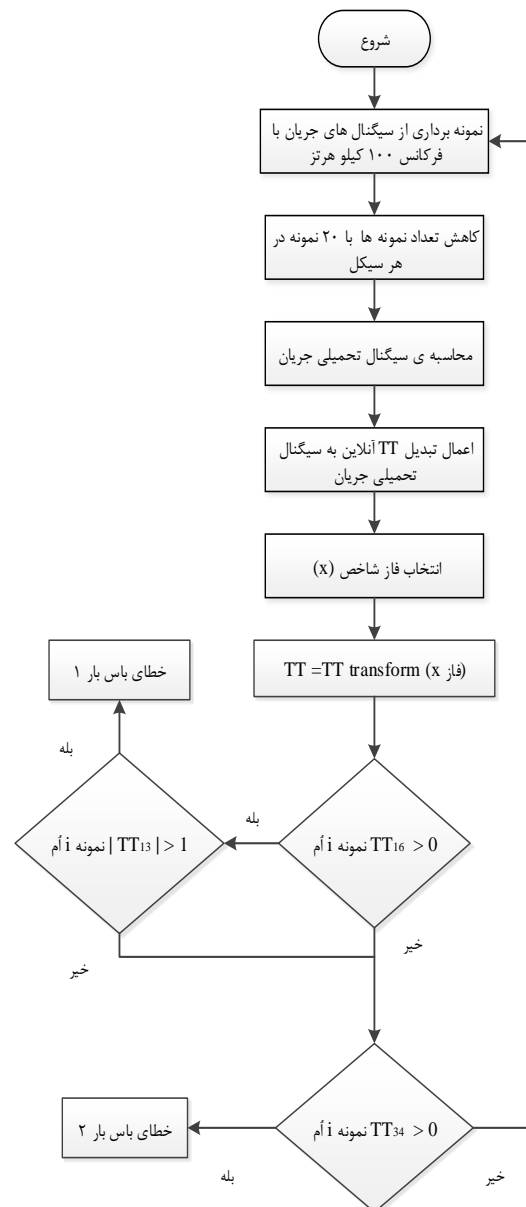 شروع
نمونه برداری از سیگنال های جریان با
فرکانس ۱۰۰ کیلو هرتز
کاهش تعداد نمونه ها با ۲۰ نمونه در
هر سیکل
محاسبه ی سیگنال تحمیلی جریان
اعمال تبدیل TT آنلاین به سیگنال
تحمیلی جریان
انتخاب فاز شاخص (x)
TT =TT transform (x فاز)
خطای باس بار ۱
بله
نمونه i اُم TT16 > 0
بله
نمونه i اُم | TT13 | > 1
خیر
خیر
نمونه i اُم TT34 > 0
خطای باس بار ۲
بله
خیر